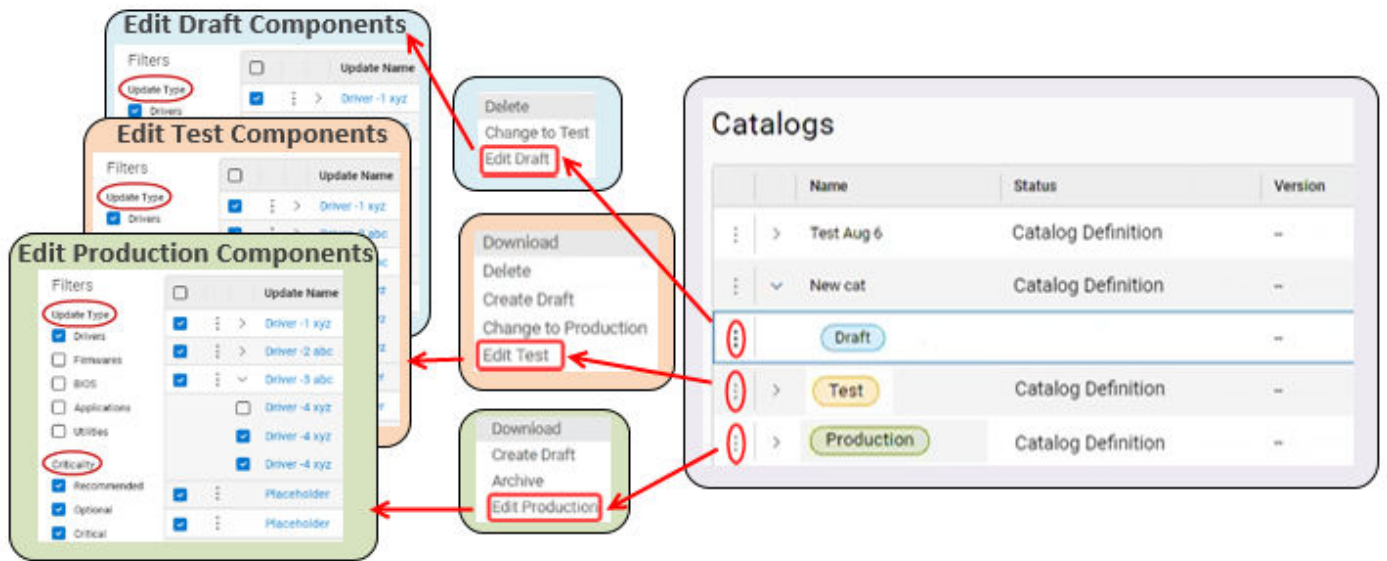 Edit Draft Components
Filters
Update Name
Update Type
Drivers
Driver -1 xyz
Edit Test Components
Filters
Update Name
Update Type
Drivers
Driver -1 xyz
abc
Edit Production Components
Filters
Update Name
Update Type
Drivers
Driver -1 xyz
Firmwares
Driver -2 abc
BIOS
Driver -3 abc
Applications
Driver -4 xyz
Utilities
Driver -4 xyz
Criticality
Driver -4 xyz
Recommended
Placeholder
Optional
Placeholder
Critical
Delete
Change to Test
Edit Draft
Download
Delete
Create Draft
Change to Production
Edit Test
Download
Create Draft
Archive
Edit Production
Catalogs
Name Status Version
Test Aug 6 Catalog Definition --
New cat Catalog Definition --
Draft --
Test Catalog Definition --
Production Catalog Definition --